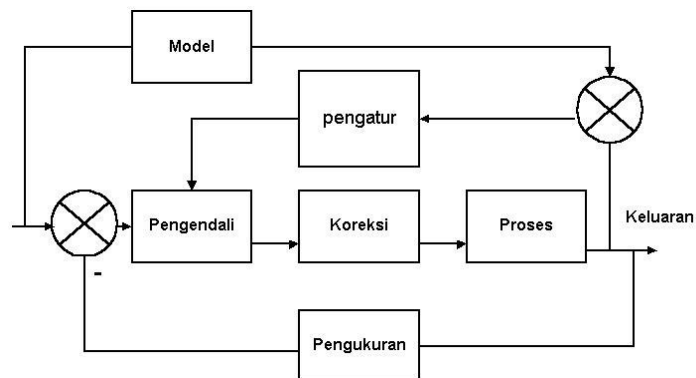 Model
pengatur
Keluaran
Pengendali
Koreksi
Proses
-
Pengukuran